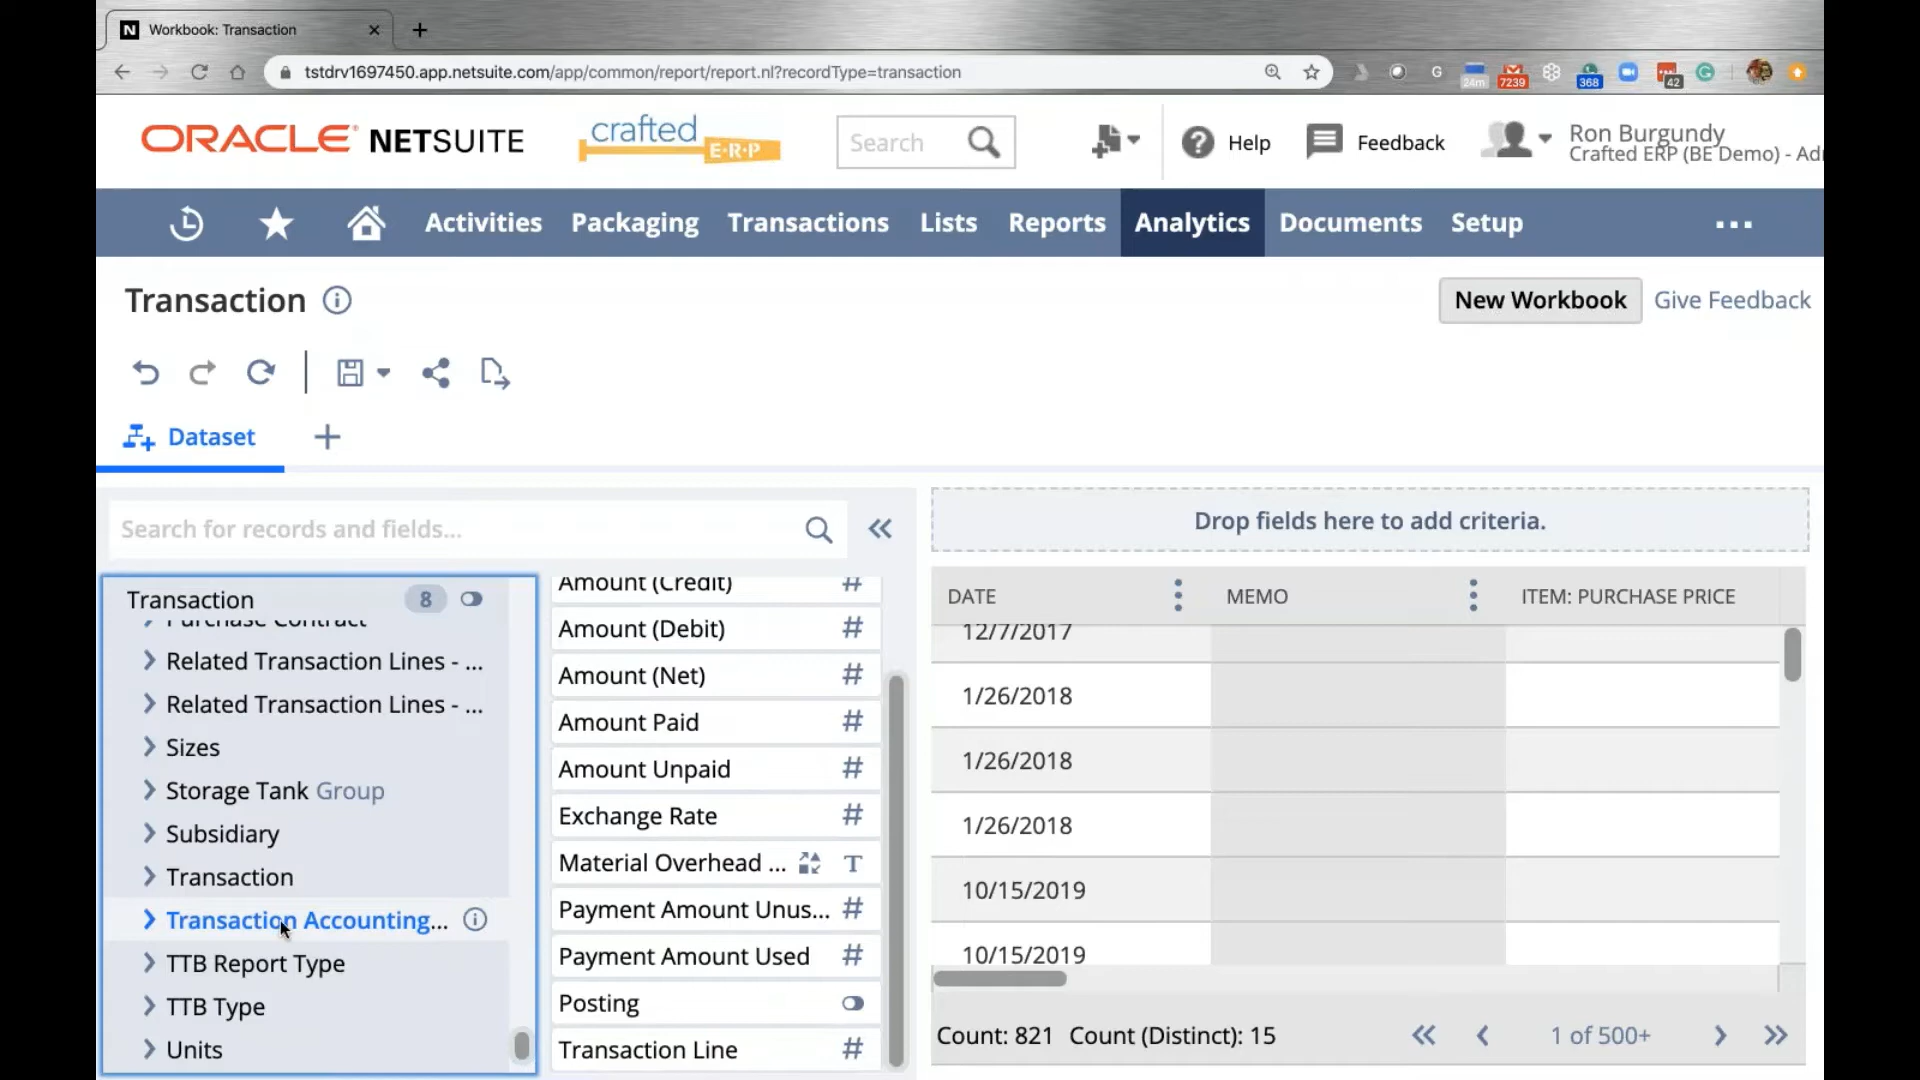 Workbook: Transaction
tstdrv1697450.app.netsuite.com/app/common/report/report.nl?recordType=transaction
G
24m
7239
368
42
G
ORACLE NETSUITE
crafted
E·R·P
Search
Help
Feedback
Ron Burgundy
Crafted ERP (BE Demo) - Ad
Activities
Packaging
Transactions
Lists
Reports
Analytics
Documents
Setup
Transaction
New Workbook
Give Feedback
Dataset
Search for records and fields...
Drop fields here to add criteria.
Transaction 8
Purchase Contract
Related Transaction Lines - ...
Related Transaction Lines - ...
Sizes
Storage Tank Group
Subsidiary
Transaction
Transaction Accounting...
TTB Report Type
TTB Type
Units
Amount (Credit) #
Amount (Debit) #
Amount (Net) #
Amount Paid #
Amount Unpaid #
Exchange Rate #
Material Overhead ... T
Payment Amount Unus... #
Payment Amount Used #
Posting
Transaction Line #
DATE MEMO ITEM: PURCHASE PRICE
12/7/2017
1/26/2018
1/26/2018
1/26/2018
10/15/2019
10/15/2019
Count: 821 Count (Distinct): 15
1 of 500+